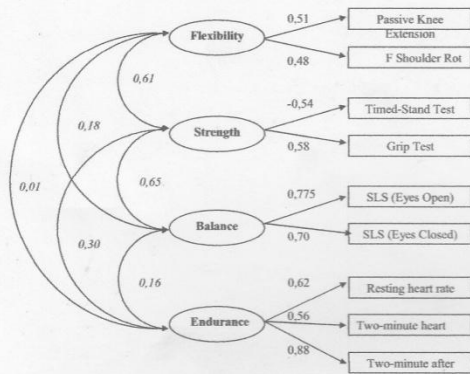 0,51
Passive Knee
Extension
Flexibility
0,48
F Shoulder Rot
0,61
-0,54
Timed-Stand Test
0,18
Strength
0,58
Grip Test
0,01
0,65
0,775
SLS (Eyes Open)
Balance
0,70
SLS (Eyes Closed)
0,30
0,16
0,62
Resting heart rate
Endurance
0,56
Two-minute heart
0,88
Two-minute after